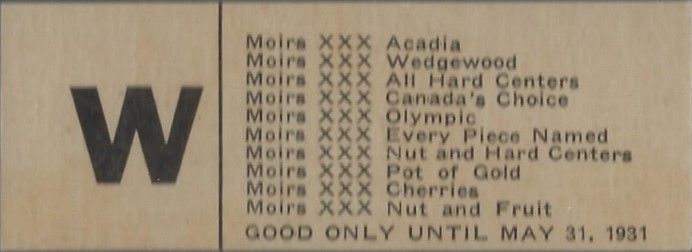 W
Moirs XXX Acadia
Moirs XXX Wedgewood
Moirs XXX All Hard Centers
Moirs XXX Canada's Choice
Moirs XXX Olympic
Moirs XXX Every Piece Named
Moirs XXX Nut and Hard Centers
Moirs XXX Pot of Gold
Moirs XXX Cherries
Moirs XXX Nut and Fruit
GOOD ONLY UNTIL MAY 31, 1931